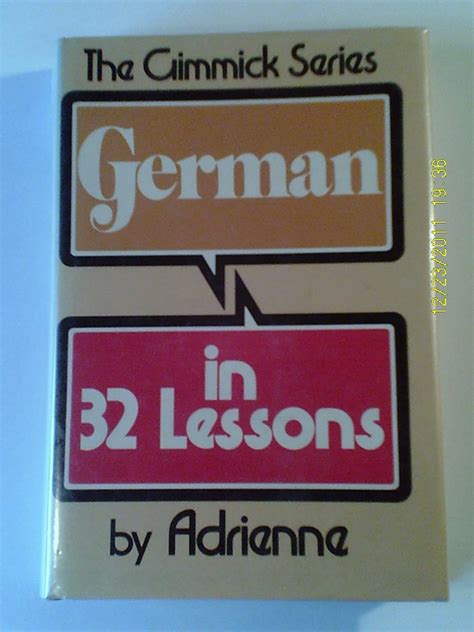 The Gimmick Series
German
in
32 Lessons
by Adrienne
12/23/2011 19:36